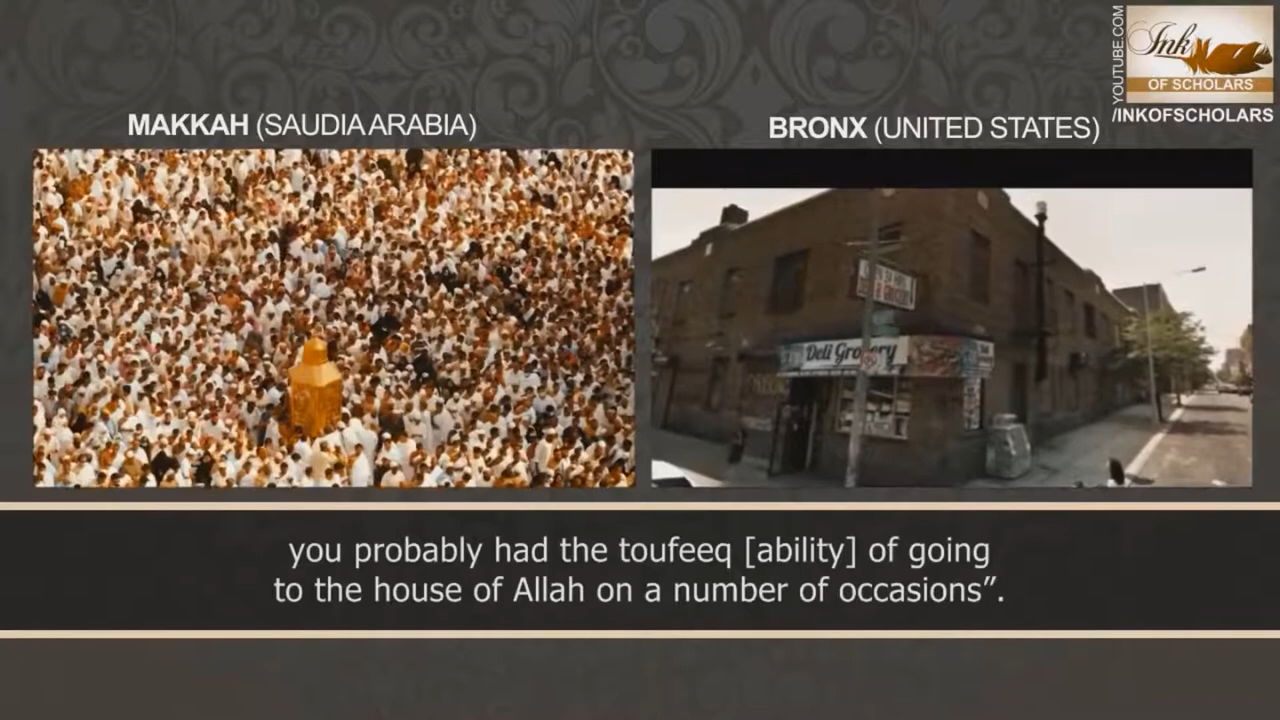 YOUTUBE.COM
Ink
OF SCHOLARS
/INKOFSCHOLARS
MAKKAH (SAUDIA ARABIA)
BRONX (UNITED STATES)
Deli Grocery
you probably had the toufeeq [ability] of going
to the house of Allah on a number of occasions”.